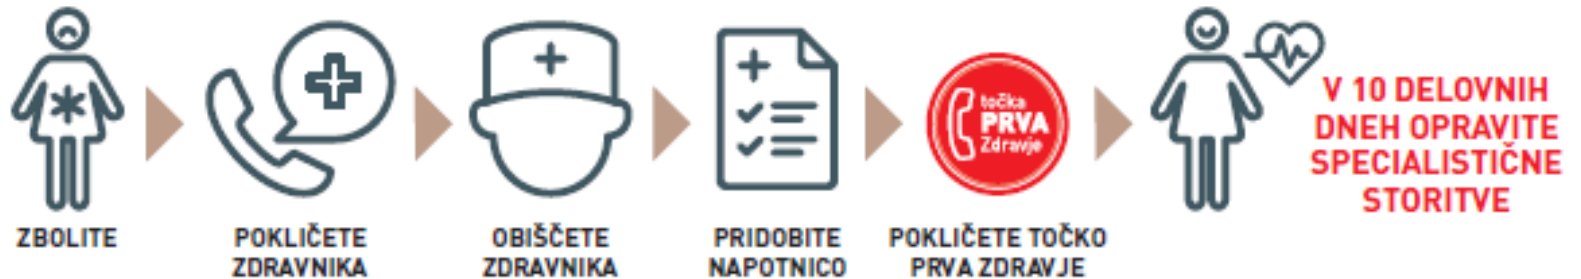 ZBOLITE
POKLIČETE
ZDRAVNIKA
OBIŠČETE
ZDRAVNIKA
PRIDOBITE
NAPOTNICO
točka
PRVA
Zdravje
POKLIČETE TOČKO
PRVA ZDRAVJE
V 10 DELOVNIH
DNEH OPRAVITE
SPECIALISTIČNE
STORITVE